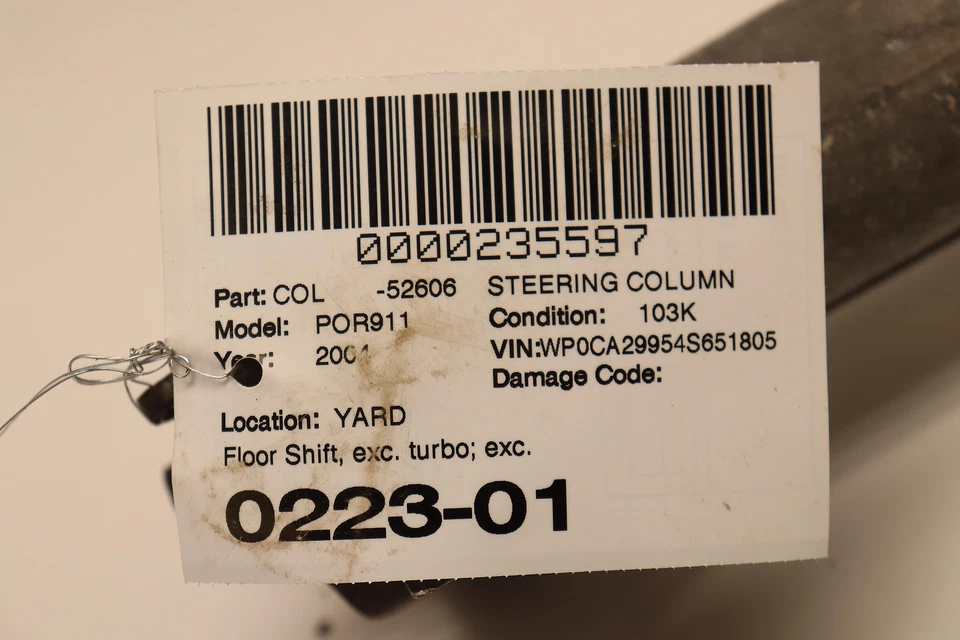 0000235597
Part: COL -52606 STEERING COLUMN
Model: POR911 Condition: 103K
Year: VIN:WP0CA29954S651805
Damage Code:
Location: YARD
Floor Shift, exc. turbo; exc.
0223-01